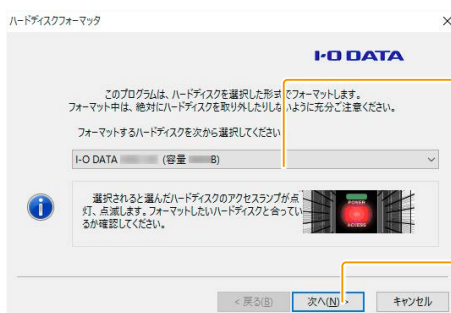 ハードディスクフォーマッタ
I-O DATA
このプログラムは、ハードディスクを選択した形式でフォーマットします。
フォーマット中は、絶対にハードディスクを取り外したりしないように充分ご注意ください。
フォーマットするハードディスクを次から選択してください
I-O DATA (容量 B)
選択されると選んだハードディスクのアクセスランプが点
灯、点滅します。フォーマットしたいハードディスクと合ってい
るか確認してください。
POWER
ACCESS
< 戻る(B) 次へ(N) > キャンセル